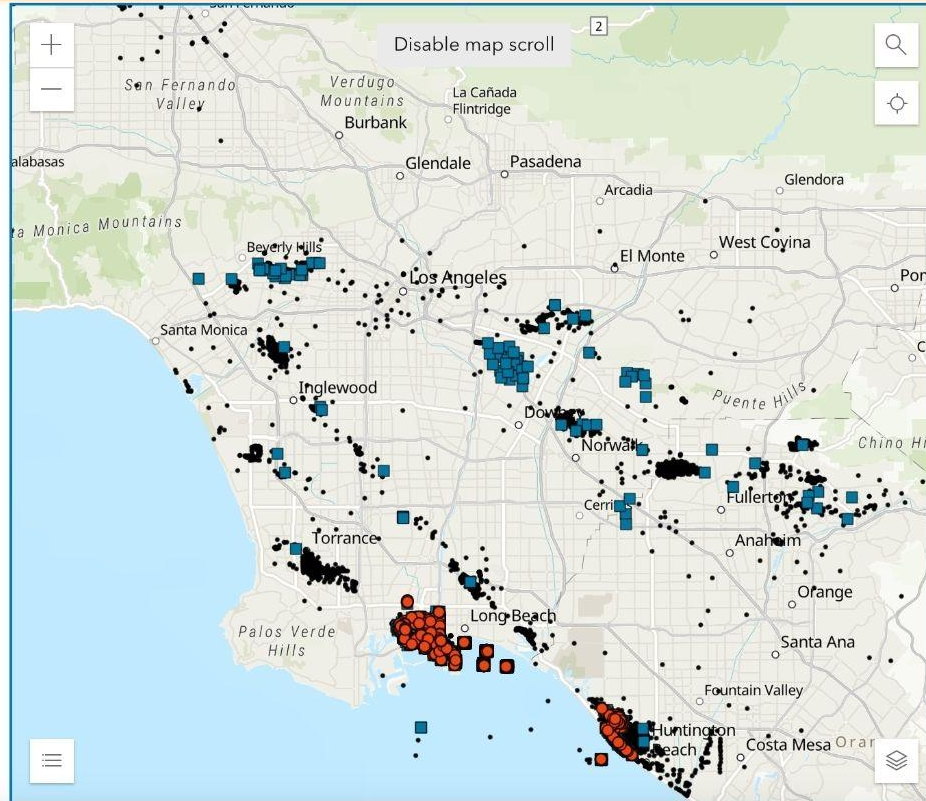 San Fernando
2
Disable map scroll
San Fernando
Valley
Verdugo
Mountains
La Cañada
Flintridge
Burbank
Glendale
Pasadena
alabasas
Arcadia
Glendora
ta Monica Mountains
Beverly Hills
West Covina
El Monte
Los Angeles
Pon
Santa Monica
Inglewood
Puente Hills
Downey
Norwalk
Chino Hi
Fullerton
Cerri s
Anaheim
Torrance
Orange
Long Beach
Palos Verde
Hills
Santa Ana
Fountain Valley
Huntington
Beach
Costa Mesa
Oran